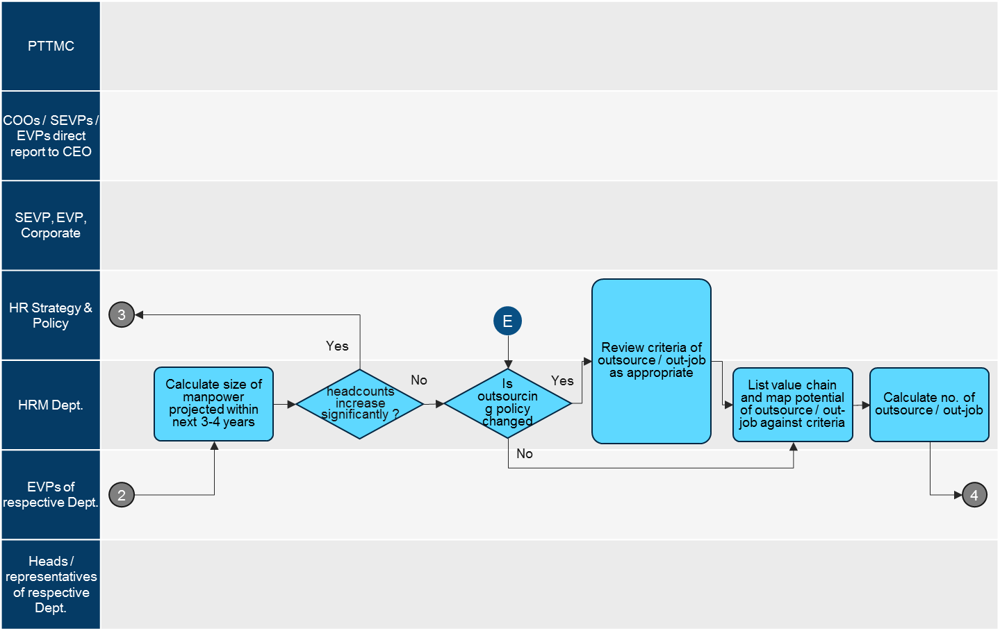 PTTMC
COOs / SEVPs /
EVPs direct
report to CEO
SEVP, EVP,
Corporate
HR Strategy &
Policy
3
Yes
E
Review criteria of
outsource / out-job
as appropriate
HRM Dept.
Calculate size of
manpower
projected within
next 3-4 years
headcounts
increase
significantly ?
No
Is
outsourcin
g policy
changed
Yes
No
List value chain
and map potential
of outsource / out-
job against criteria
Calculate no. of
outsource / out-job
EVPs of
respective Dept.
2
4
Heads /
representatives
of respective
Dept.